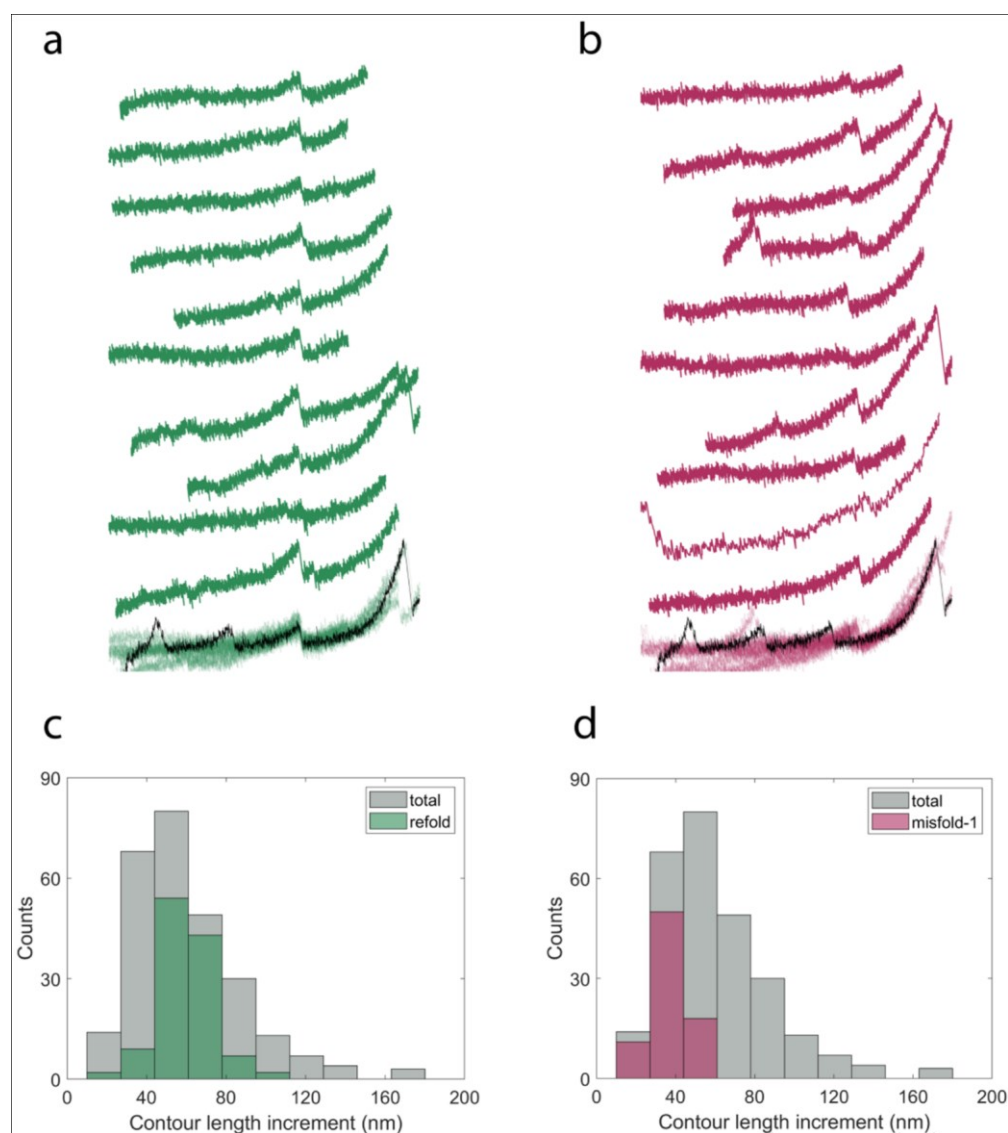 a
b
c
d
90
60
30
0
Counts
total
refold
0 40 80 120 160 200
Contour length increment (nm)
90
60
30
0
Counts
total
misfold-1
0 40 80 120 160 200
Contour length increment (nm)